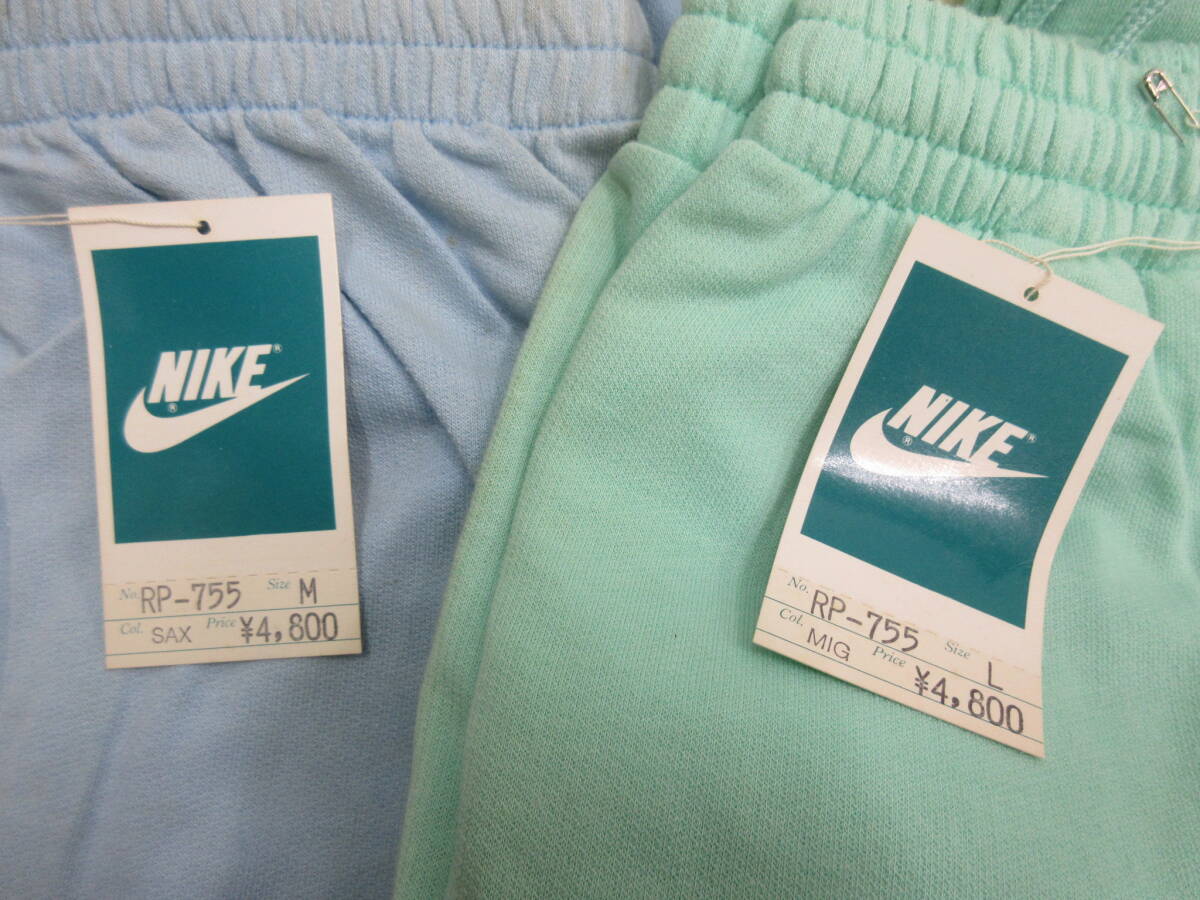 NIKE®
®
No. RP-755 Size M
Col. SAX Price ¥4,800
NIKE®
®
No. RP-755 Size L
Col. MIG Price ¥4,800